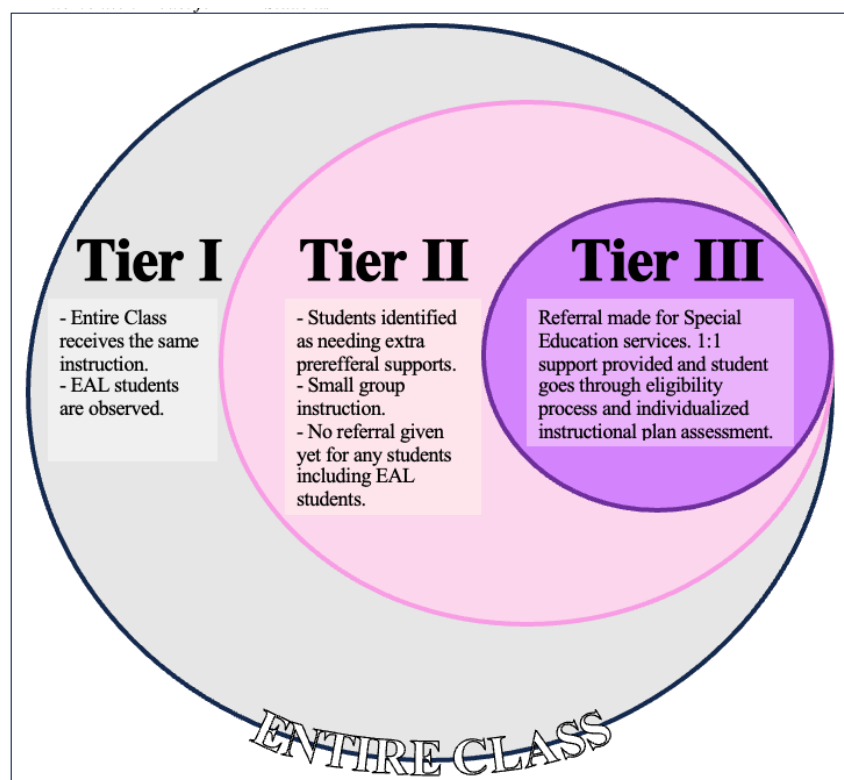 Tier I
- Entire Class
receives the same
instruction.
- EAL students
are observed.
Tier II
- Students identified
as needing extra
prerefferal supports.
- Small group
instruction.
- No referral given
yet for any students
including EAL
students.
Tier III
Referral made for Special
Education services. 1:1
support provided and student
goes through eligibility
process and individualized
instructional plan assessment.
ENTIRE CLASS